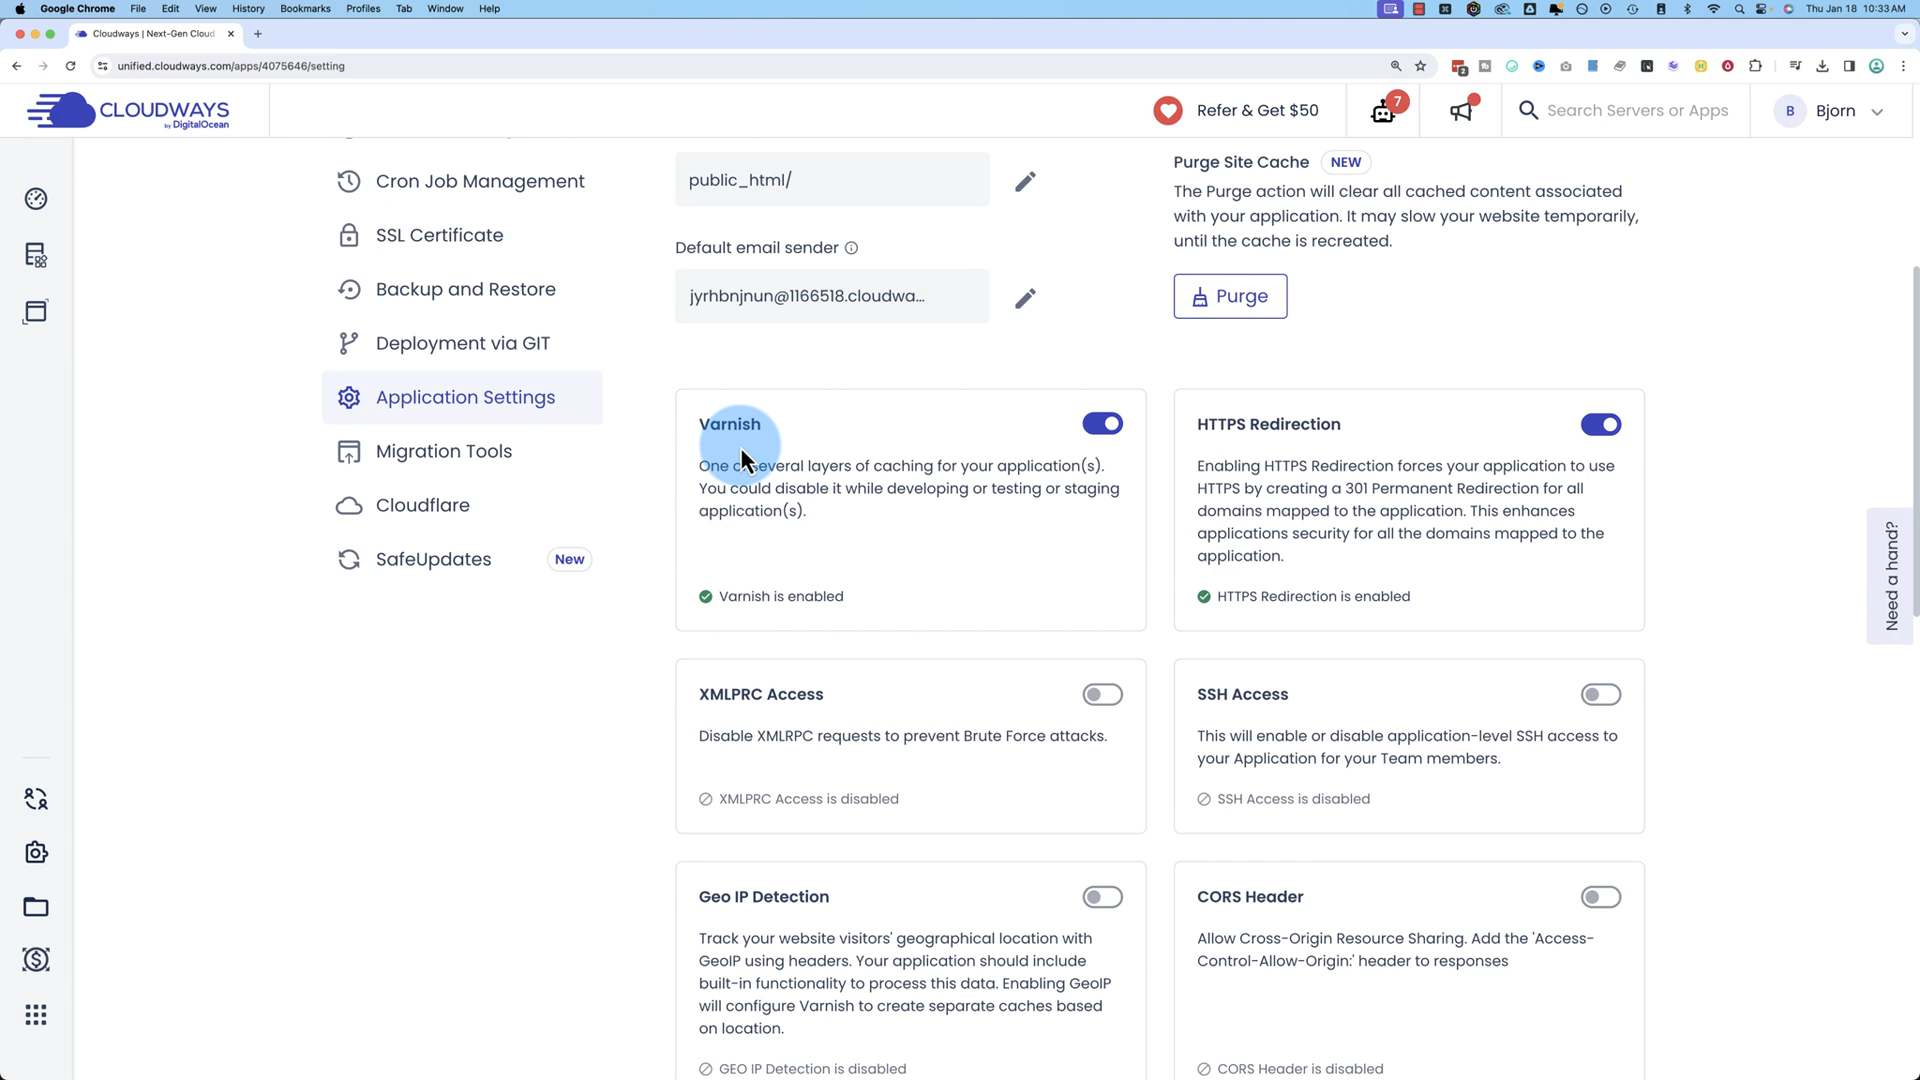 Google Chrome File Edit View History Bookmarks Profiles Tab Window Help
Thu Jan 18 10:33 AM
Cloudways | Next-Gen Cloud
unified.cloudways.com/apps/4075646/setting
2
CLOUDWAYS
by DigitalOcean
Refer & Get $50
7
Search Servers or Apps
B Bjorn
Cron Job Management
SSL Certificate
Backup and Restore
Deployment via GIT
Application Settings
Migration Tools
Cloudflare
SafeUpdates New
public_html/
Default email sender
jyrhbnjnun@1166518.cloudwa...
Purge Site Cache NEW
The Purge action will clear all cached content associated
with your application. It may slow your website temporarily,
until the cache is recreated.
Purge
Varnish
One of several layers of caching for your application(s).
You could disable it while developing or testing or staging
application(s).
Varnish is enabled
HTTPS Redirection
Enabling HTTPS Redirection forces your application to use
HTTPS by creating a 301 Permanent Redirection for all
domains mapped to the application. This enhances
applications security for all the domains mapped to the
application.
HTTPS Redirection is enabled
XMLPRC Access
Disable XMLRPC requests to prevent Brute Force attacks.
XMLPRC Access is disabled
SSH Access
This will enable or disable application-level SSH access to
your Application for your Team members.
SSH Access is disabled
Geo IP Detection
Track your website visitors' geographical location with
GeoIP using headers. Your application should include
built-in functionality to process this data. Enabling GeoIP
will configure Varnish to create separate caches based
on location.
GEO IP Detection is disabled
CORS Header
Allow Cross-Origin Resource Sharing. Add the 'Access-
Control-Allow-Origin:' header to responses
CORS Header is disabled
Need a hand?